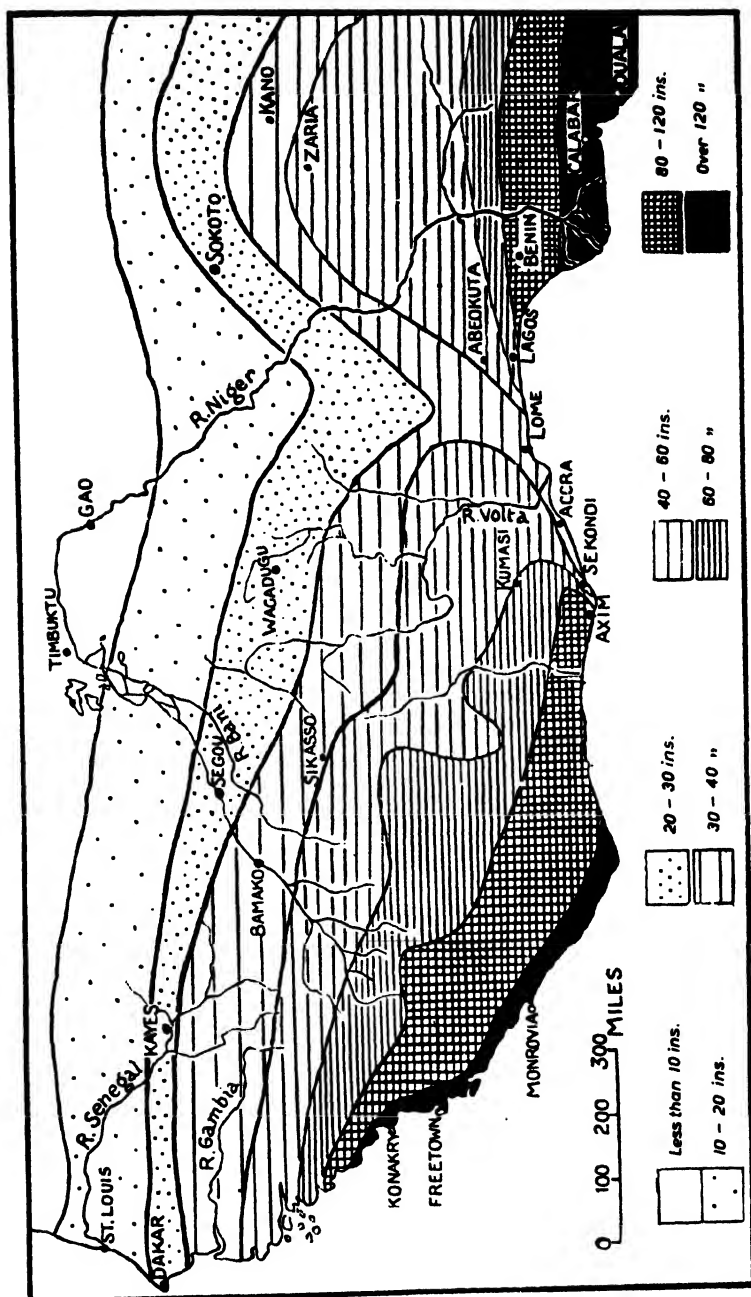 TIMBUKTU
GAO
ST. LOUIS
R. Senegal
DAKAR
KAYES
R. Niger
SOKOTO
KANO
ZARIA
R. Gambia
SEGOU
R. Bani
WAGADUGU
BAMAKO
SIKASSO
R. Volta
KUMASI
ABEOKUTA
LAGOS
BENIN
CALABAR
DUALA
LOME
ACCRA
SEKONDI
AXIM
KONAKRY
FREETOWN
MONROVIA
0 100 200 300
MILES
Less than 10 ins.
10 - 20 ins.
20 - 30 ins.
30 - 40 "
40 - 60 ins.
60 - 80 "
80 - 120 ins.
Over 120 "